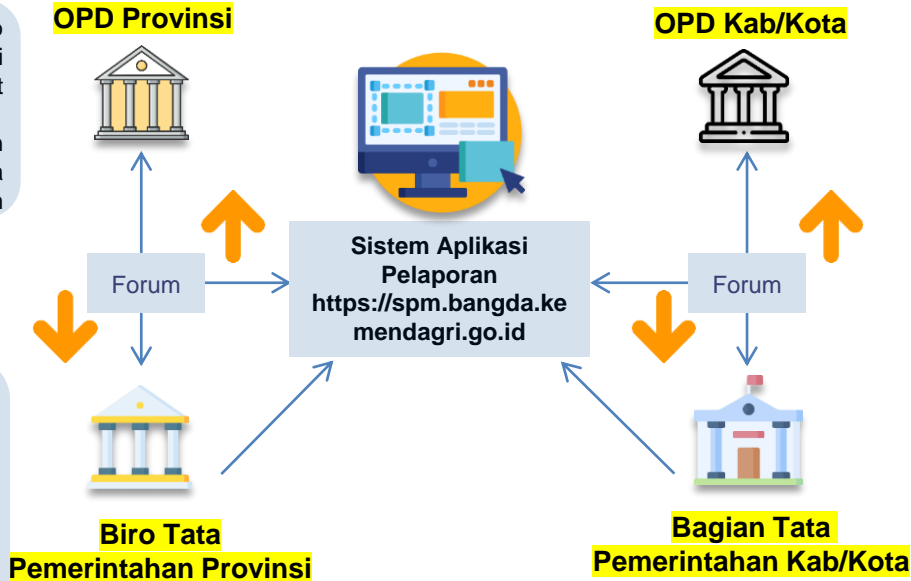 OPD Provinsi
OPD Kab/Kota
Sistem Aplikasi
Pelaporan
https://spm.bangda.ke
mendagri.go.id
Forum
Forum
Biro Tata
Pemerintahan Provinsi
Bagian Tata
Pemerintahan Kab/Kota